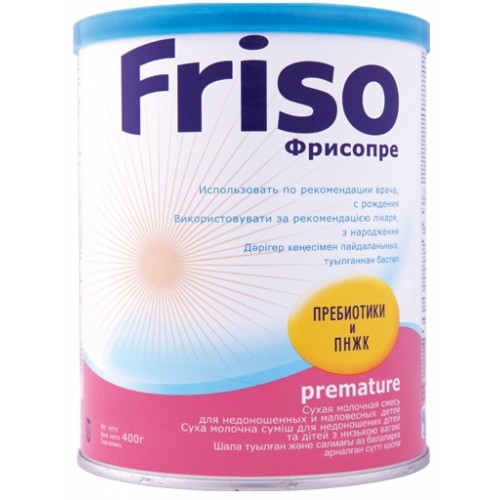 Friso
Фрисопре
Использовать по рекомендации врача,
с рождения
Використовувати за рекомендацією лікаря,
з народження
Дәрігер кеңесімен пайдаланыңыз,
туылғаннан бастап
ПРЕБИОТИКИ
и
ПНЖК
premature
Сухая молочная смесь
для недоношенных и маловесных детей
Суха молочна суміш для недоношених дітей
та дітей з низькою вагою
Шала туылған және салмағы аз балаларға
арналған сүтті қоспа
400г